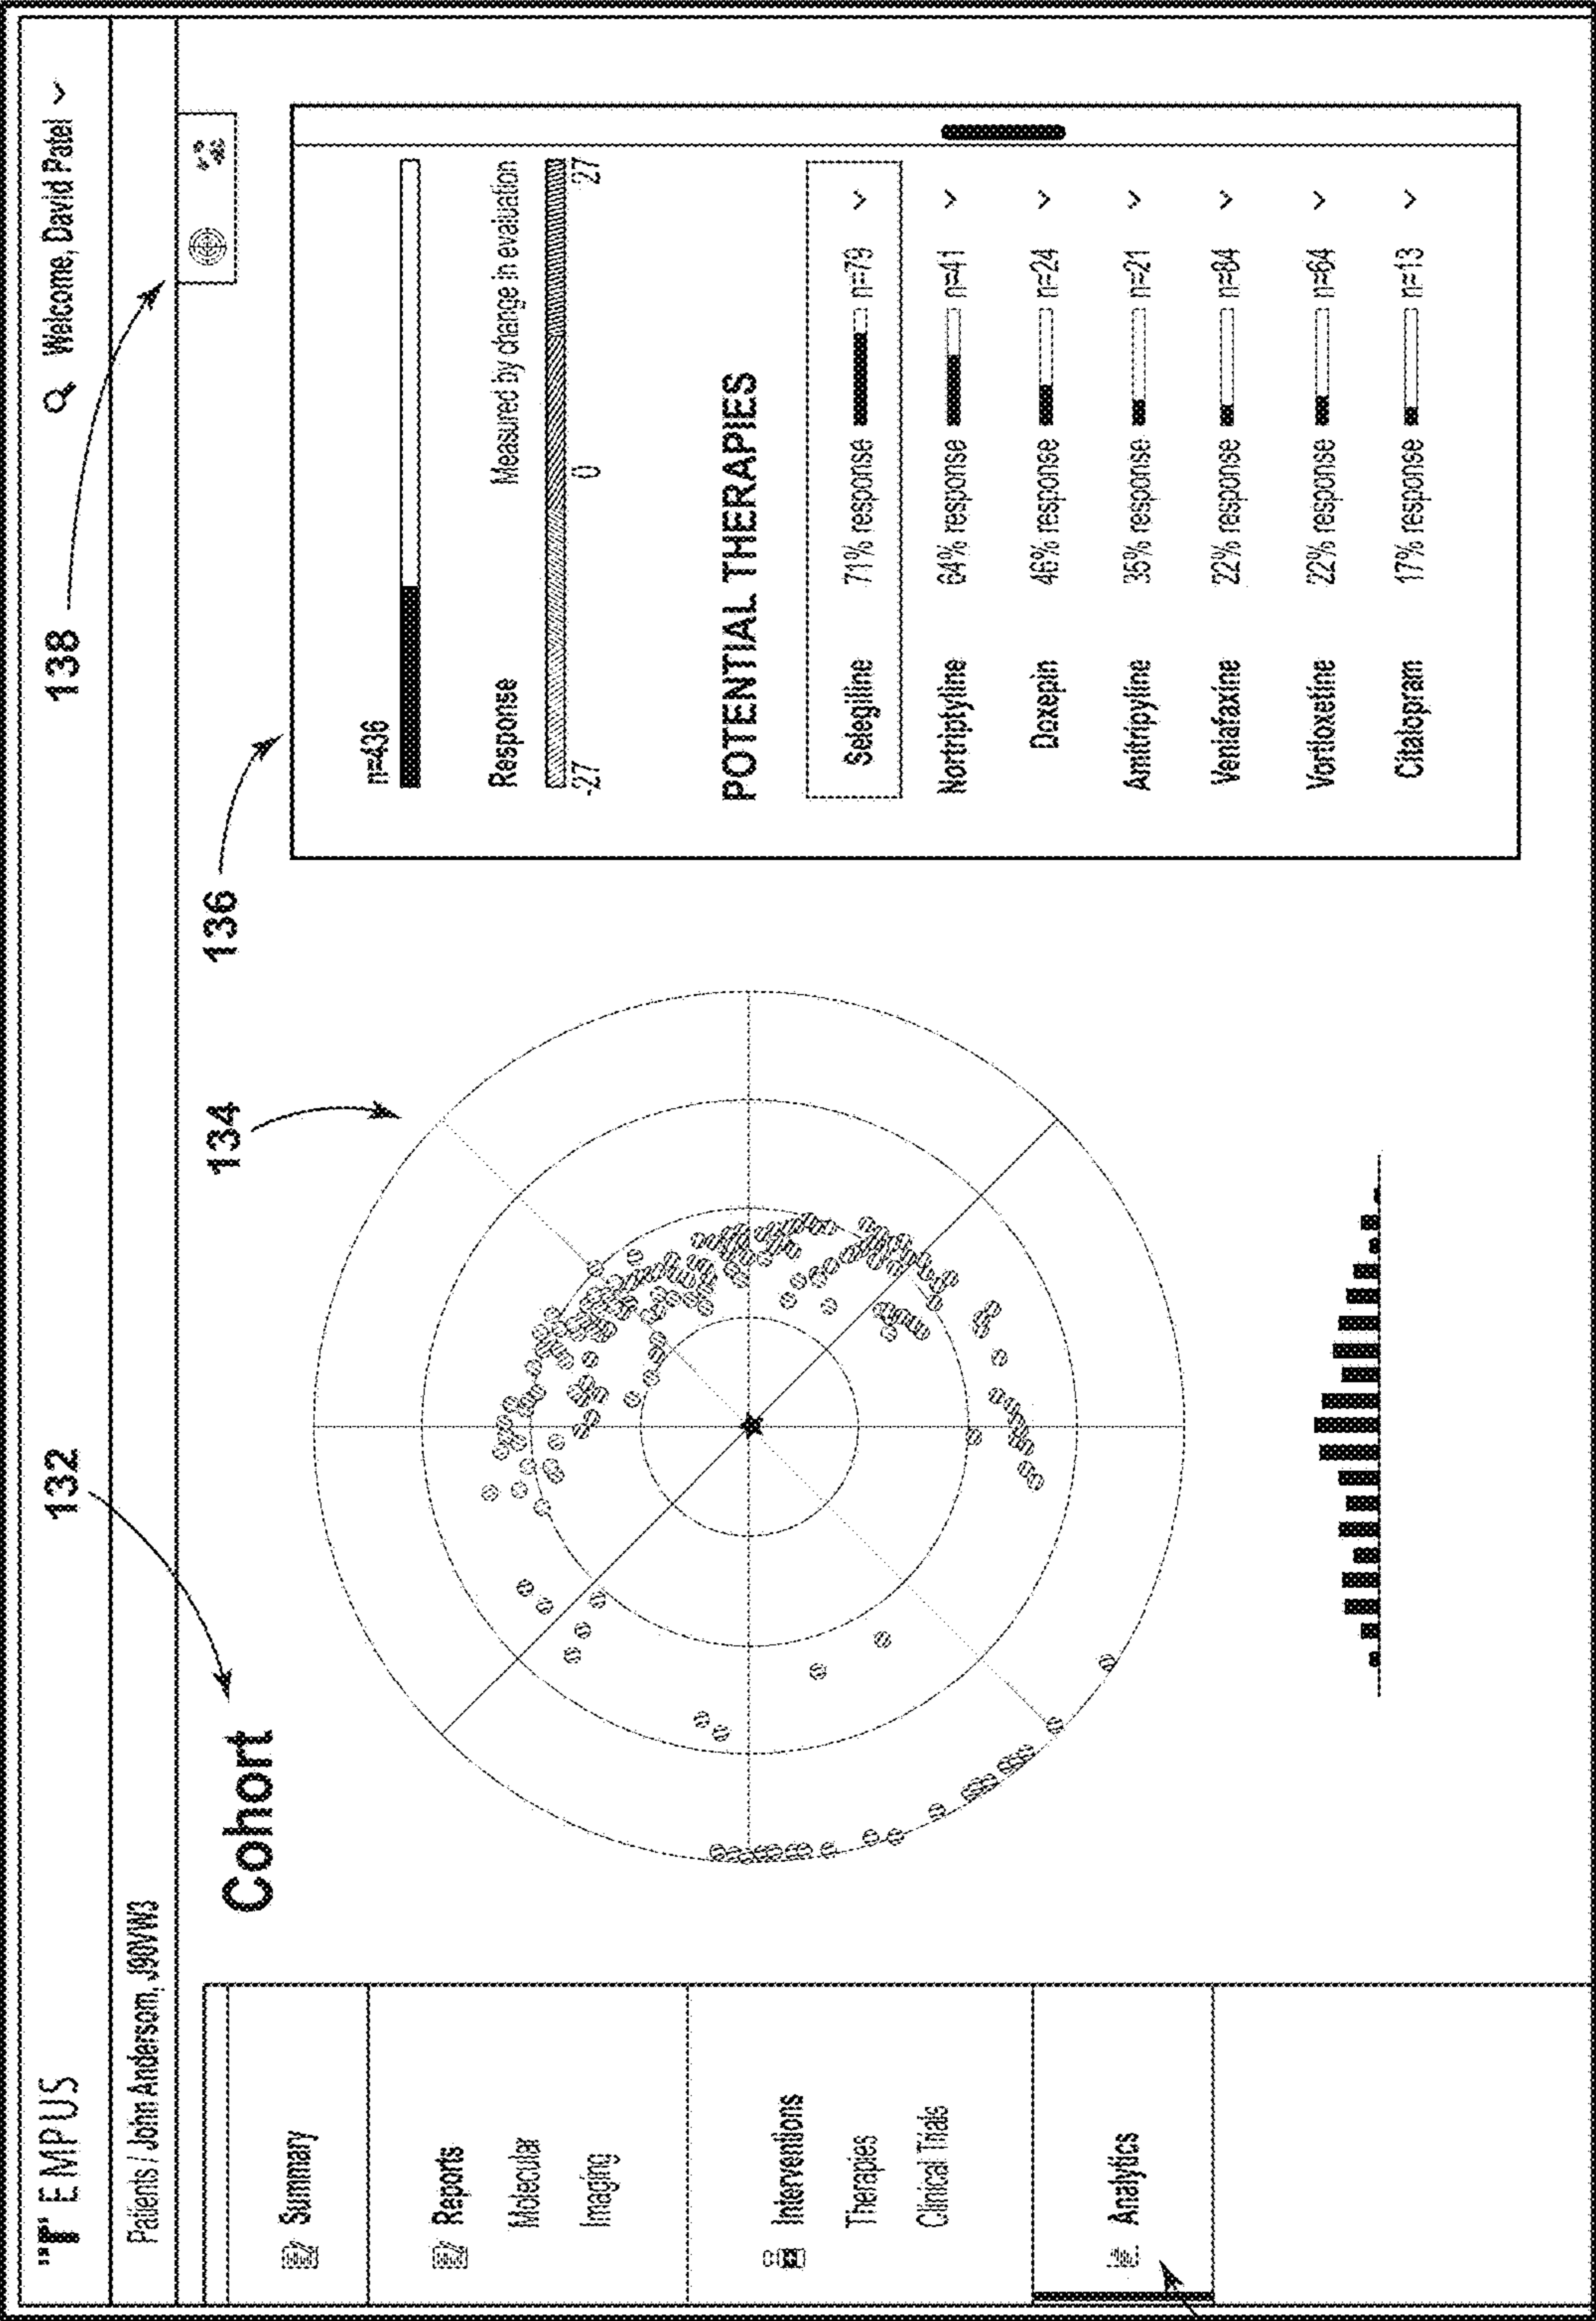 TEMPUS
Welcome, David Patel
138
132
Patients / John Andersom, J90VW3
134
136
Cohort
Summary
Reports
Molecular
Imaging
Interventions
Therapies
Clinical Trials
Analytics
n=436
Response Measured by change in evaluation
-27 0 27
POTENTIAL THERAPIES
Selegiline 71% response n=79
Nortriptyline 64% response n=41
Doxepin 46% response n=24
Amitripyline 35% response n=21
Venlafaxine 22% response n=84
Vortioxetine 22% response n=64
Citalopram 17% response n=13